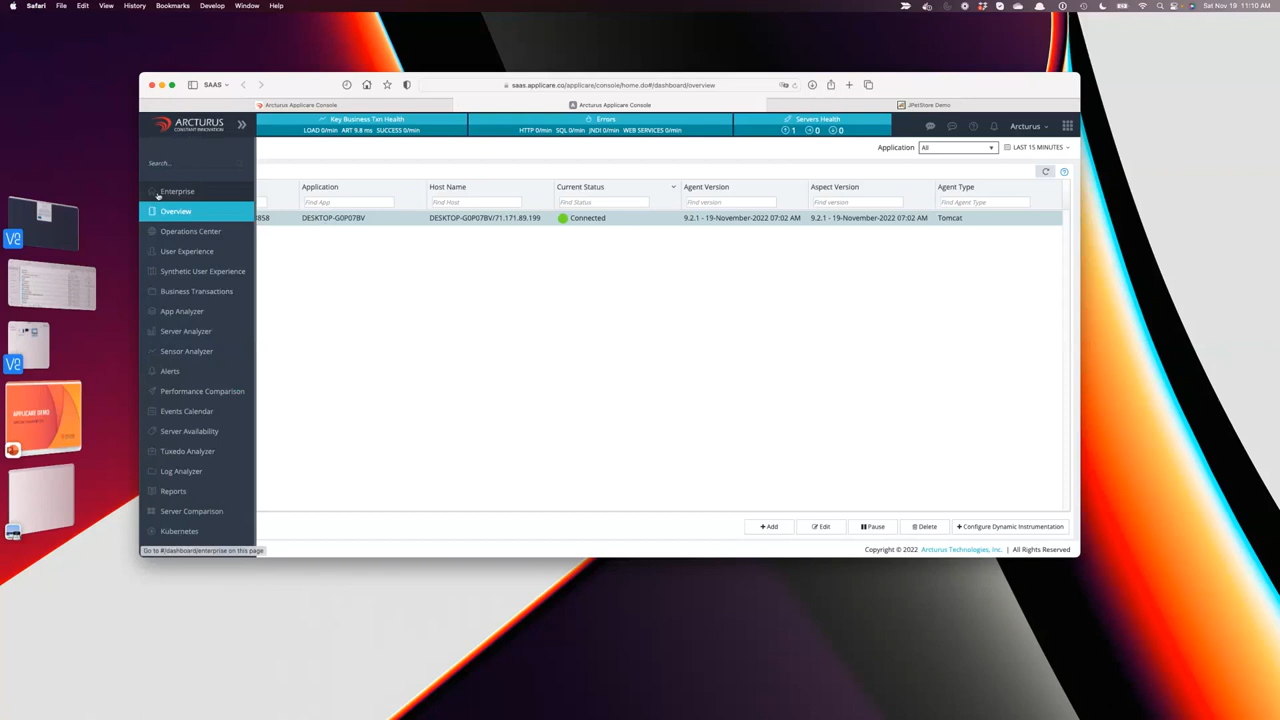 Safari File Edit View History Bookmarks Develop Window Help
Sat Nov 19 11:10 AM
SAAS
saas.applicare.co/applicare/console/home.do#/dashboard/overview
Arcturus Applicare Console
Arcturus Applicare Console
JPetStore Demo
ARCTURUS
CONSTANT INNOVATION
Key Business Txn Health
LOAD 0/min ART 9.8 ms SUCCESS 0/min
Errors
HTTP 0/min SQL 0/min JNDI 0/min WEB SERVICES 0/min
Servers Health
1 0 0
Arcturus
Application All LAST 15 MINUTES
Search...
Enterprise
Overview
Operations Center
User Experience
Synthetic User Experience
Business Transactions
App Analyzer
Server Analyzer
Sensor Analyzer
Alerts
Performance Comparison
Events Calendar
Server Availability
Tuxedo Analyzer
Log Analyzer
Reports
Server Comparison
Kubernetes
Go to #/dashboard/enterprise on this page
Application Host Name Current Status Agent Version Aspect Version Agent Type
Find App Find Host Find Status Find version Find version Find Agent Type
8858 DESKTOP-G0P07BV DESKTOP-G0P07BV/71.171.89.199 Connected 9.2.1 - 19-November-2022 07:02 AM 9.2.1 - 19-November-2022 07:02 AM Tomcat
+Add Edit Pause Delete +Configure Dynamic Instrumentation
Copyright © 2022 Arcturus Technologies, Inc. | All Rights Reserved
APPLICARE DEMO